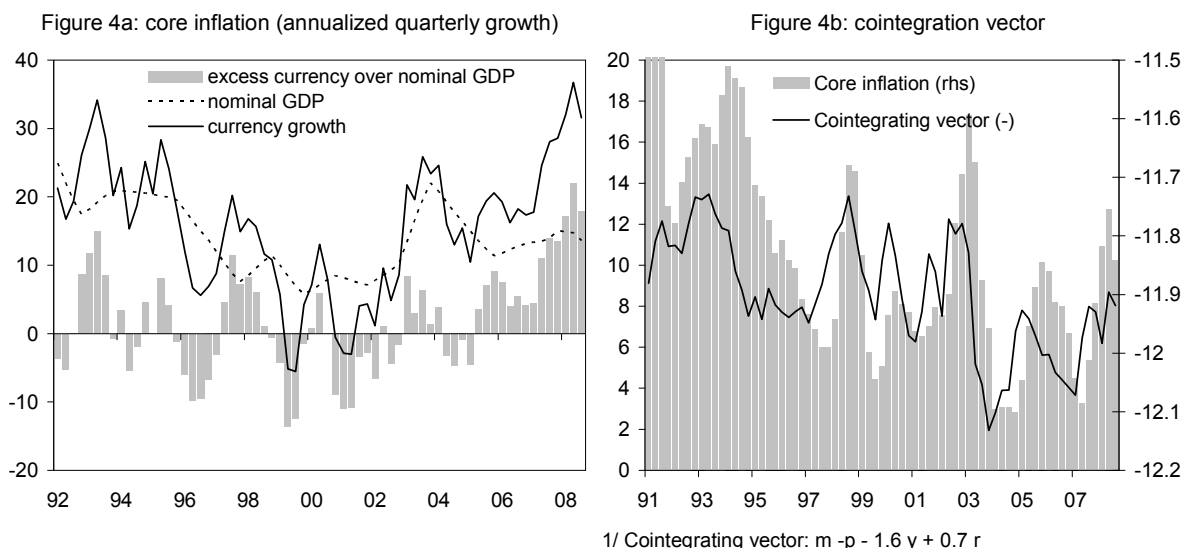 Figure 4a: core inflation (annualized quarterly growth)
40
30
20
10
0
-10
-20
excess currency over nominal GDP
nominal GDP
currency growth
92 94 96 98 00 02 04 06 08
Figure 4b: cointegration vector
20
18
16
14
12
10
8
6
4
2
0
Core inflation (rhs)
Cointegrating vector (-)
-11.5
-11.6
-11.7
-11.8
-11.9
-12
-12.1
-12.2
91 93 95 97 99 01 03 05 07
1/ Cointegrating vector: m -p - 1.6 y + 0.7 r